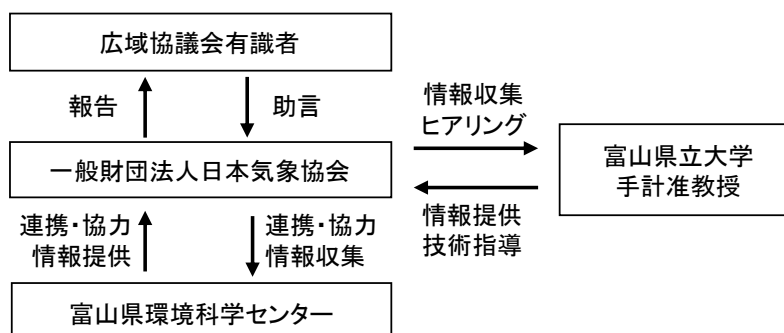 広域協議会有識者
報告
助言
一般財団法人日本気象協会
情報収集
ヒアリング
情報提供
技術指導
富山県立大学
手計准教授
連携・協力
情報提供
連携・協力
情報収集
富山県環境科学センター